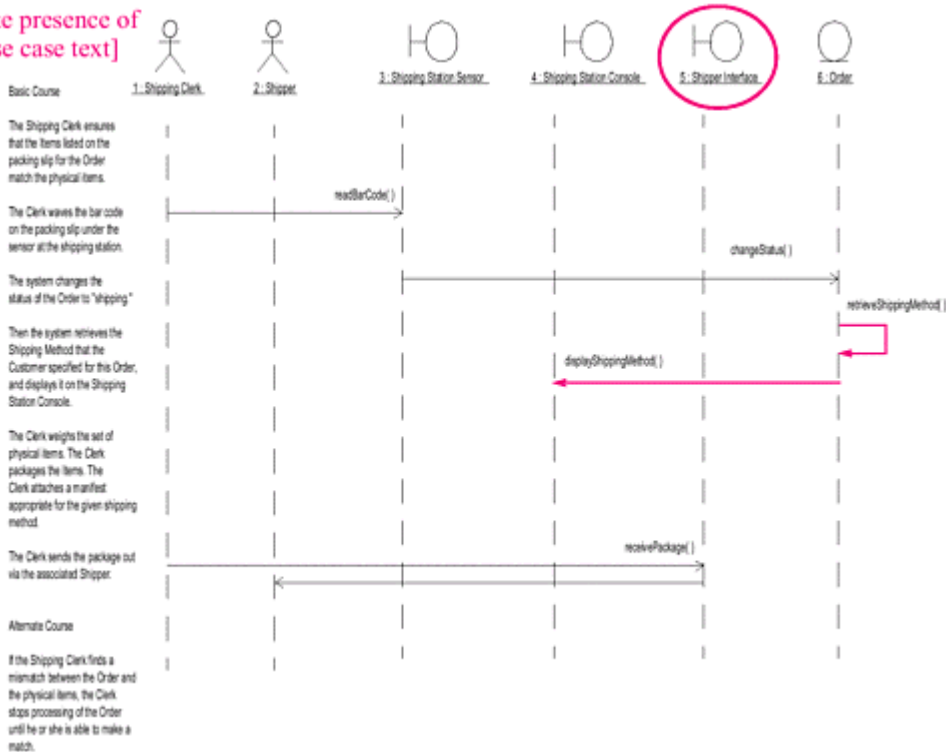 e presence of
e case text]
1 : Shipping Clerk
2 : Shipper
3 : Shipping Station Sensor
4 : Shipping Station Console
5 : Shipper Interface
6 : Order
Basic Course
The Shipping Clerk ensures
that the Items listed on the
packing slip for the Order
match the physical items.
readBarCode( )
The Clerk waves the bar code
on the packing slip under the
sensor at the shipping station.
changeStatus( )
The system changes the
status of the Order to "shipping."
retrieveShippingMethod( )
Then the system retrieves the
Shipping Method that the
Customer specified for this Order,
and displays it on the Shipping
Station Console.
displayShippingMethod( )
The Clerk weighs the set of
physical items. The Clerk
packages the Items. The
Clerk attaches a manifest
appropriate for the given shipping
method.
receivePackage( )
The Clerk sends the package out
via the associated Shipper.
Alternate Course
If the Shipping Clerk finds a
mismatch between the Order and
the physical items, the Clerk
stops processing of the Order
until he or she is able to make a
match.